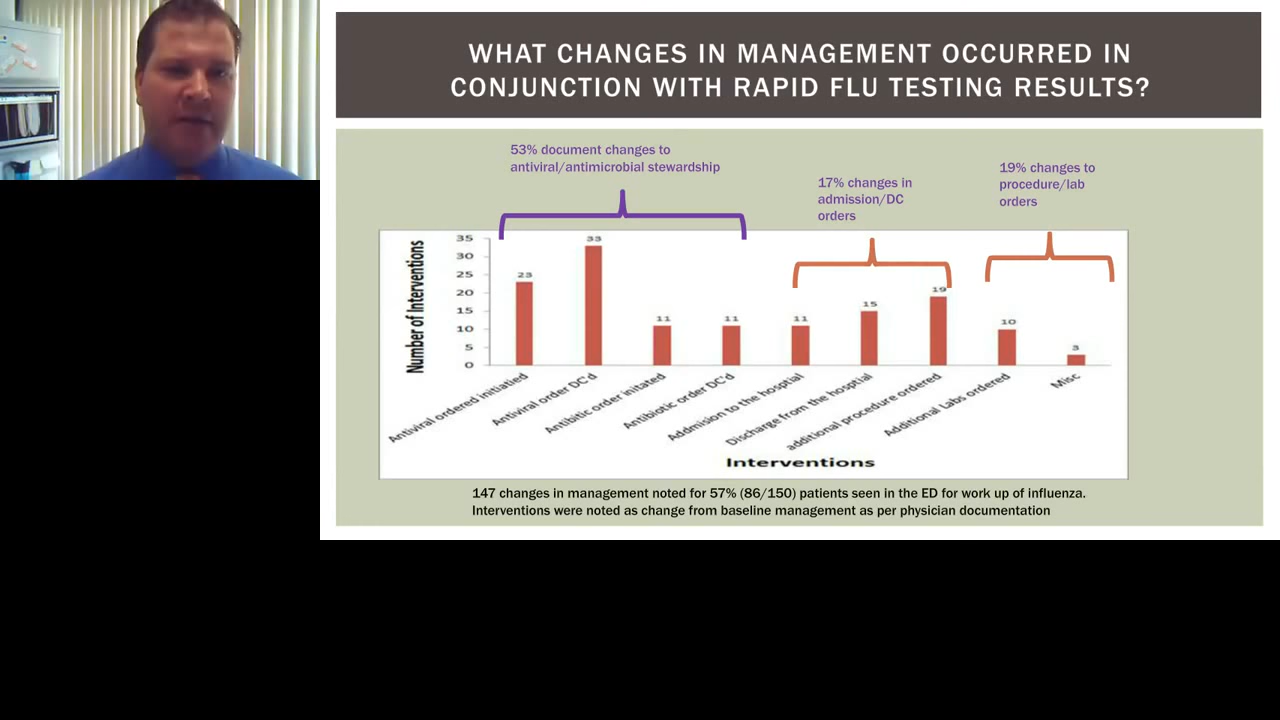 WHAT CHANGES IN MANAGEMENT OCCURRED IN
CONJUNCTION WITH RAPID FLU TESTING RESULTS?
53% document changes to
antiviral/antimicrobial stewardship
17% changes in
admission/DC
orders
19% changes to
procedure/lab
orders
Number of Interventions
35
30
25
20
15
10
5
0
23
33
11
11
11
15
19
10
3
Antiviral ordered initiatied
Antiviral order DC'd
Antibitic order initated
Antibiotic order DC'd
Addmision to the hosptial
Discharge from the hosptial
additional procedure ordered
Additional Labs ordered
Misc
Interventions
147 changes in management noted for 57% (86/150) patients seen in the ED for work up of influenza.
Interventions were noted as change from baseline management as per physician documentation